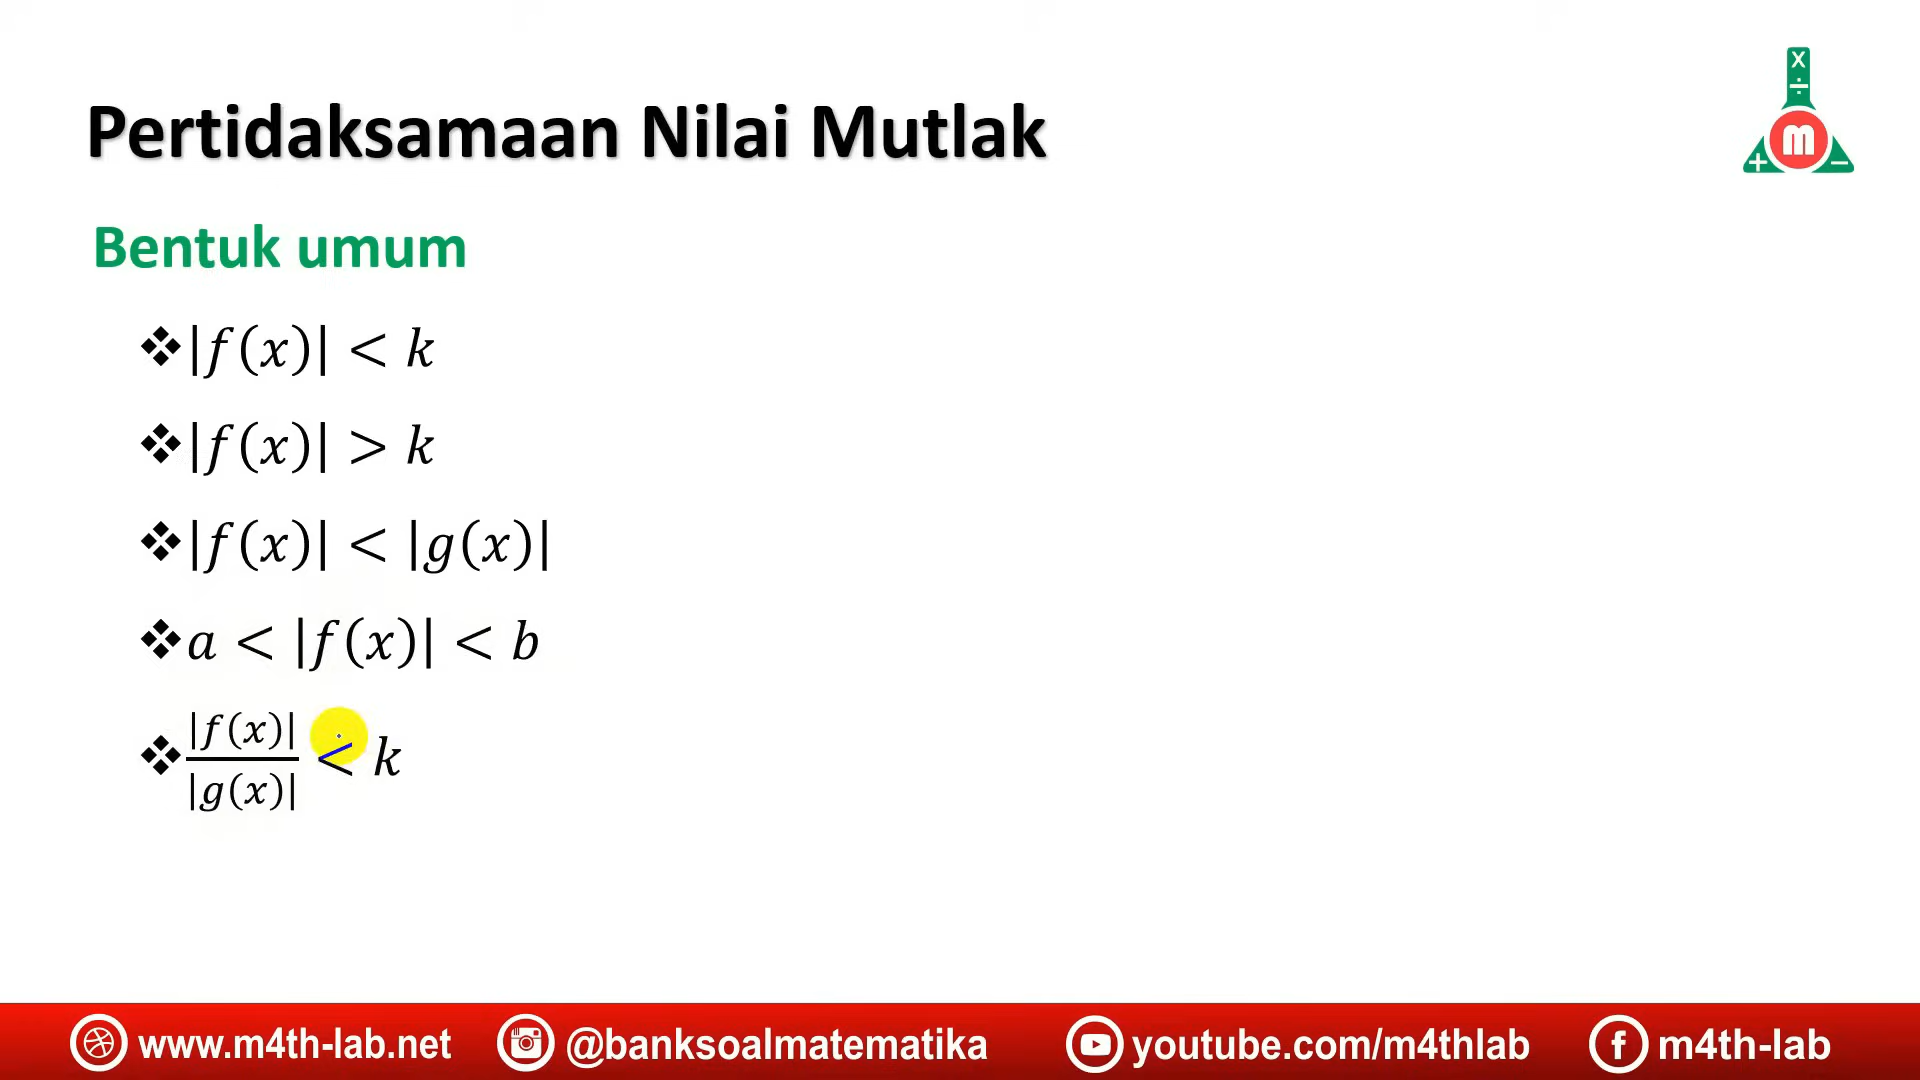 Pertidaksamaan Nilai Mutlak
Bentuk umum
❖|f(x)| < k
❖|f(x)| > k
❖|f(x)| < |g(x)|
❖a < |f(x)| < b
❖|f(x)|/|g(x)| < k
X
÷
m
+ −
www.m4th-lab.net @banksoalmatematika youtube.com/m4thlab m4th-lab